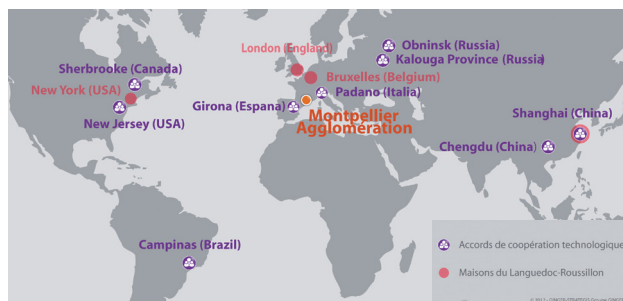 London (England)
Obninsk (Russia)
Kalouga Province (Russia)
Sherbrooke (Canada)
Bruxelles (Belgium)
New York (USA)
Padano (Italia)
Girona (Espana)
Montpellier
Agglomération
New Jersey (USA)
Shanghai (China)
Chengdu (China)
Campinas (Brazil)
Accords de coopération technologique
Maisons du Languedoc-Roussillon